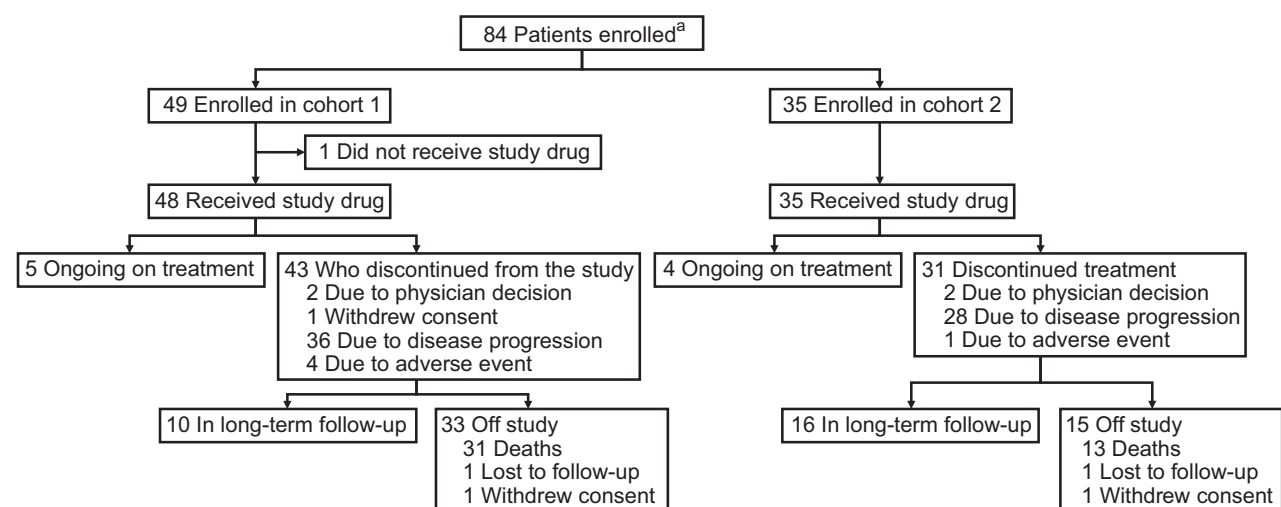 84 Patients enrolledᵃ
49 Enrolled in cohort 1
35 Enrolled in cohort 2
1 Did not receive study drug
48 Received study drug
35 Received study drug
5 Ongoing on treatment
43 Who discontinued from the study
2 Due to physician decision
1 Withdrew consent
36 Due to disease progression
4 Due to adverse event
4 Ongoing on treatment
31 Discontinued treatment
2 Due to physician decision
28 Due to disease progression
1 Due to adverse event
10 In long-term follow-up
33 Off study
31 Deaths
1 Lost to follow-up
1 Withdrew consent
16 In long-term follow-up
15 Off study
13 Deaths
1 Lost to follow-up
1 Withdrew consent